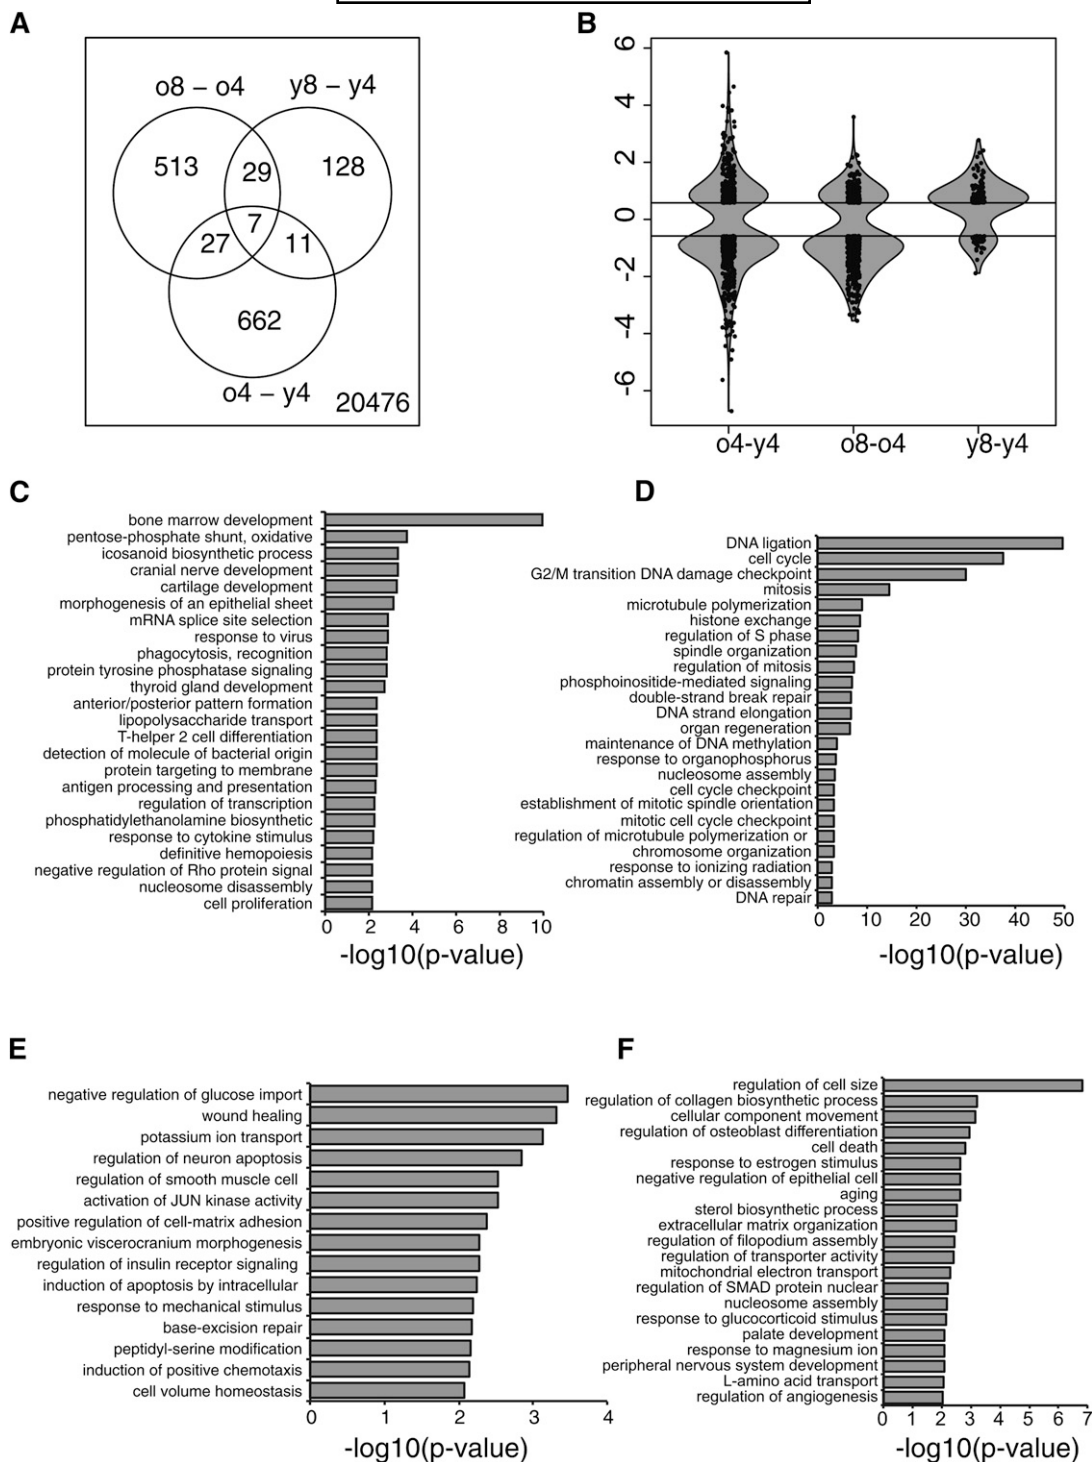 A
B
o8 – o4
y8 – y4
513
29
128
7
27
11
662
o4 – y4
20476
6
4
2
0
-2
-4
-6
o4-y4
o8-o4
y8-y4
C
bone marrow development
pentose-phosphate shunt, oxidative
icosanoid biosynthetic process
cranial nerve development
cartilage development
morphogenesis of an epithelial sheet
mRNA splice site selection
response to virus
phagocytosis, recognition
protein tyrosine phosphatase signaling
thyroid gland development
anterior/posterior pattern formation
lipopolysaccharide transport
T-helper 2 cell differentiation
detection of molecule of bacterial origin
protein targeting to membrane
antigen processing and presentation
regulation of transcription
phosphatidylethanolamine biosynthetic
response to cytokine stimulus
definitive hemopoiesis
negative regulation of Rho protein signal
nucleosome disassembly
cell proliferation
0 2 4 6 8 10
-log10(p-value)
D
DNA ligation
cell cycle
G2/M transition DNA damage checkpoint
mitosis
microtubule polymerization
histone exchange
regulation of S phase
spindle organization
regulation of mitosis
phosphoinositide-mediated signaling
double-strand break repair
DNA strand elongation
organ regeneration
maintenance of DNA methylation
response to organophosphorus
nucleosome assembly
cell cycle checkpoint
establishment of mitotic spindle orientation
mitotic cell cycle checkpoint
regulation of microtubule polymerization or
chromosome organization
response to ionizing radiation
chromatin assembly or disassembly
DNA repair
0 10 20 30 40 50
-log10(p-value)
E
negative regulation of glucose import
wound healing
potassium ion transport
regulation of neuron apoptosis
regulation of smooth muscle cell
activation of JUN kinase activity
positive regulation of cell-matrix adhesion
embryonic viscerocranium morphogenesis
regulation of insulin receptor signaling
induction of apoptosis by intracellular
response to mechanical stimulus
base-excision repair
peptidyl-serine modification
induction of positive chemotaxis
cell volume homeostasis
0 1 2 3 4
-log10(p-value)
F
regulation of cell size
regulation of collagen biosynthetic process
cellular component movement
regulation of osteoblast differentiation
cell death
response to estrogen stimulus
negative regulation of epithelial cell
aging
sterol biosynthetic process
extracellular matrix organization
regulation of filopodium assembly
regulation of transporter activity
mitochondrial electron transport
regulation of SMAD protein nuclear
nucleosome assembly
response to glucocorticoid stimulus
palate development
response to magnesium ion
peripheral nervous system development
L-amino acid transport
regulation of angiogenesis
0 1 2 3 4 5 6 7
-log10(p-value)